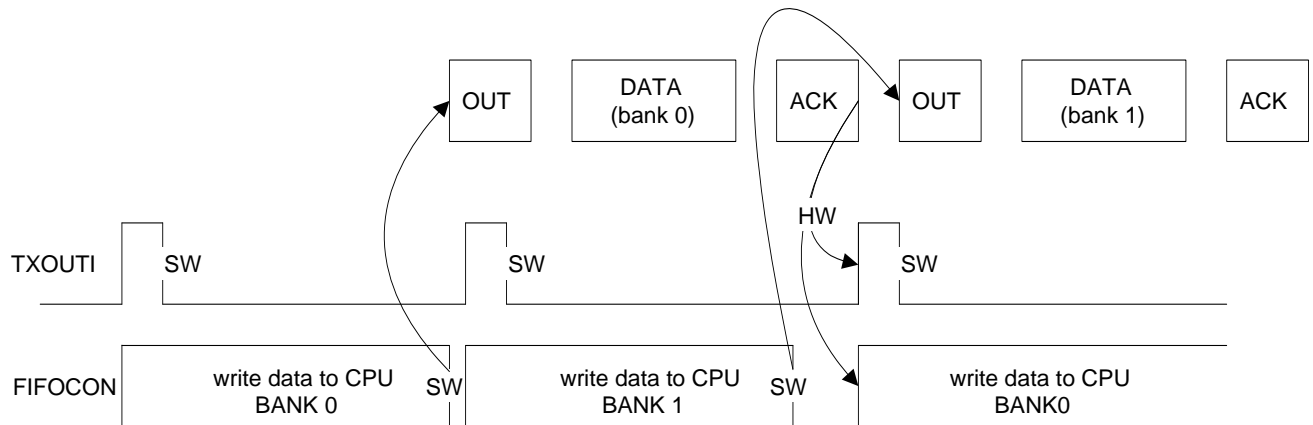 OUT
DATA
(bank 0)
ACK
OUT
DATA
(bank 1)
ACK
HW
TXOUTI
SW
SW
SW
FIFOCON
write data to CPU
BANK 0
SW
write data to CPU
BANK 1
SW
write data to CPU
BANK0